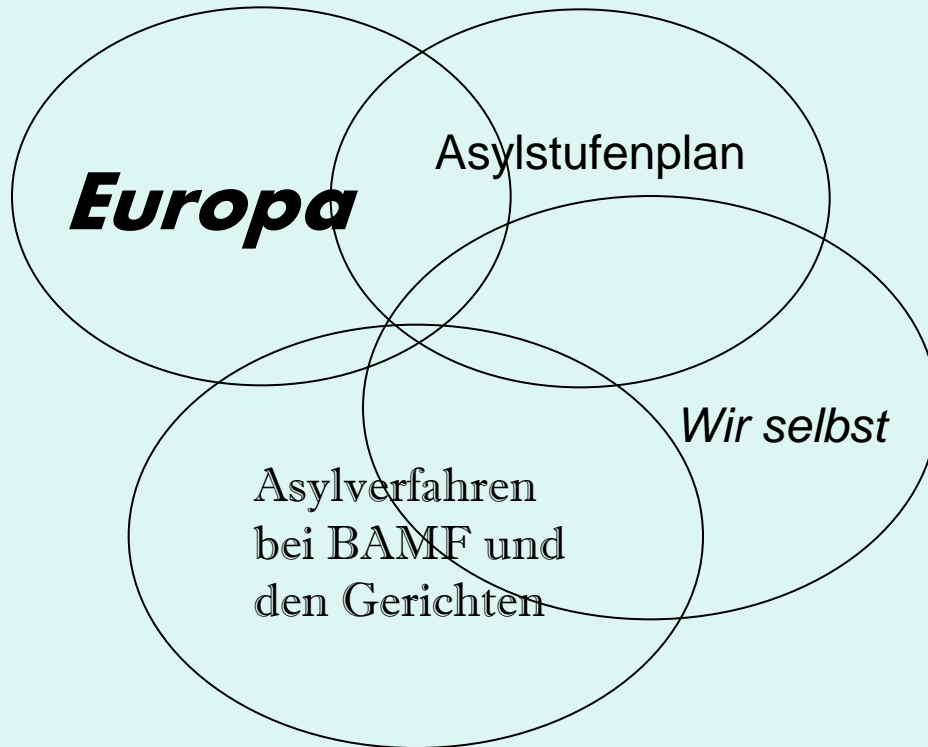 Asylstufenplan
Europa
Wir selbst
Asylverfahren
bei BAMF und
den Gerichten